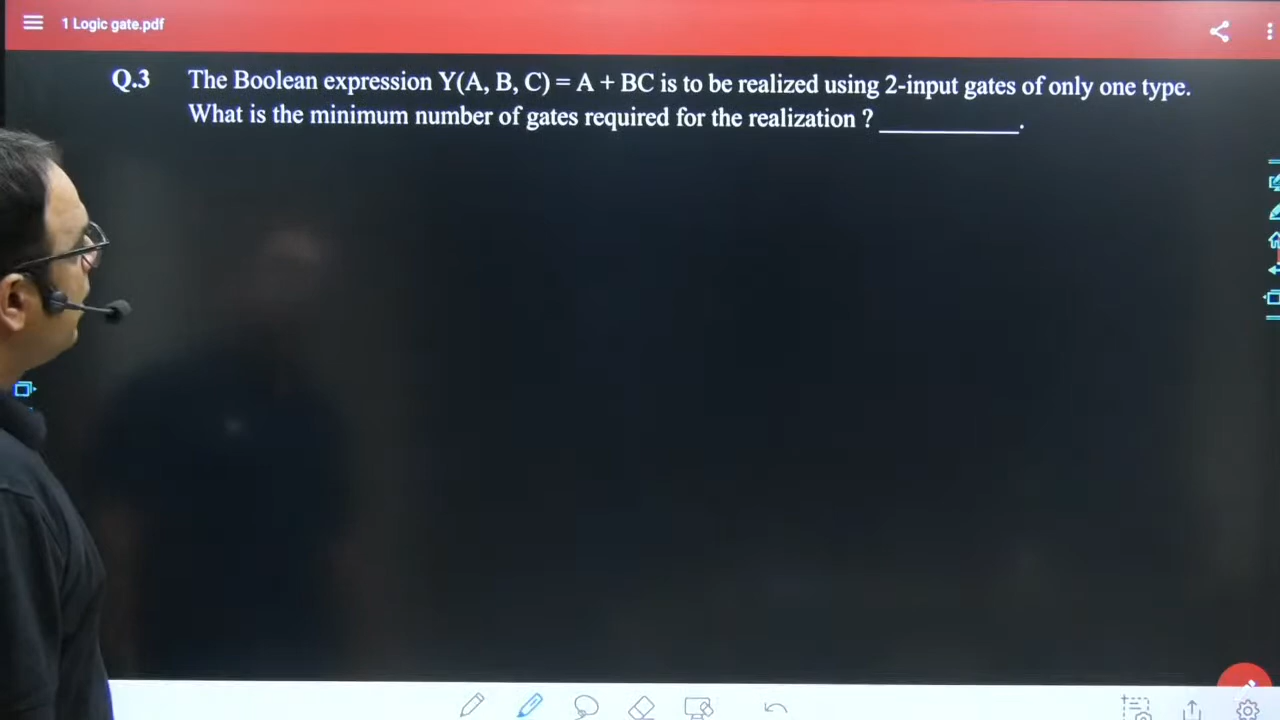 1 Logic gate.pdf
Q.3 The Boolean expression Y(A, B, C) = A + BC is to be realized using 2-input gates of only one type.
What is the minimum number of gates required for the realization ? ____________.